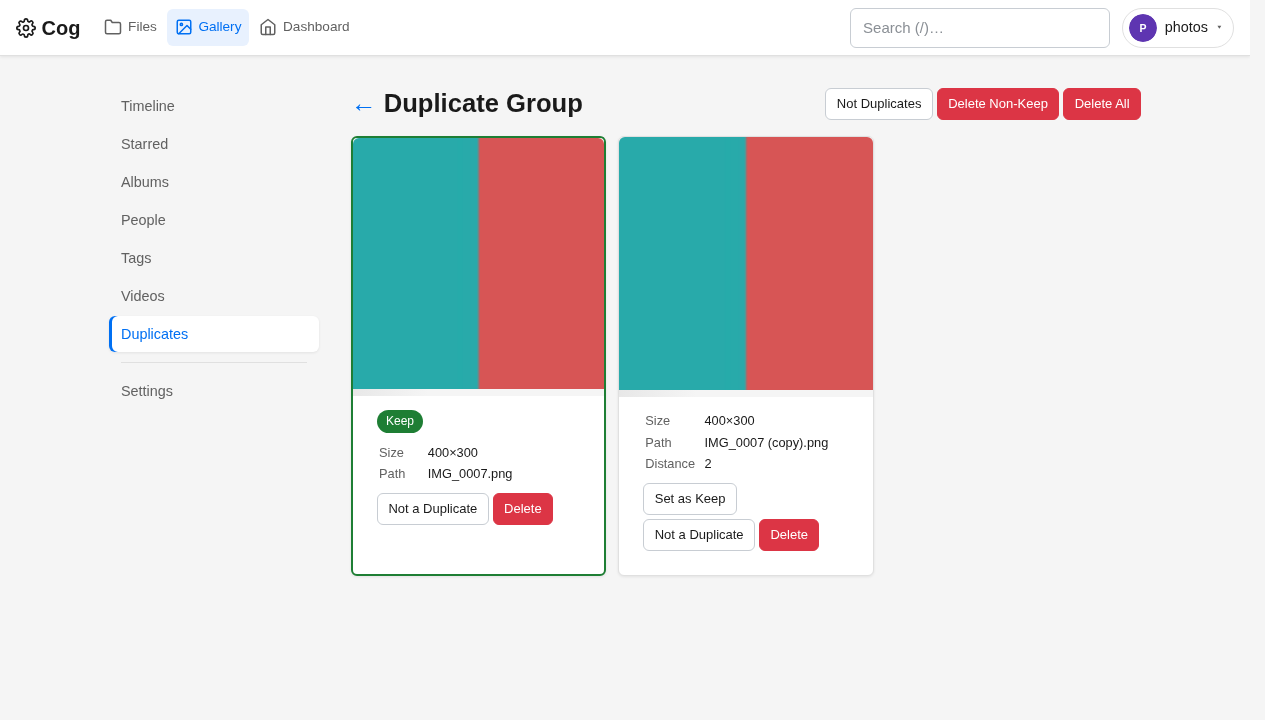 Cog
Files
Gallery
Dashboard
Search (/)…
P
photos
Timeline
Starred
Albums
People
Tags
Videos
Duplicates
Settings
← Duplicate Group
Not Duplicates
Delete Non-Keep
Delete All
Keep
Size 400×300
Path IMG_0007.png
Not a Duplicate
Delete
Size 400×300
Path IMG_0007 (copy).png
Distance 2
Set as Keep
Not a Duplicate
Delete